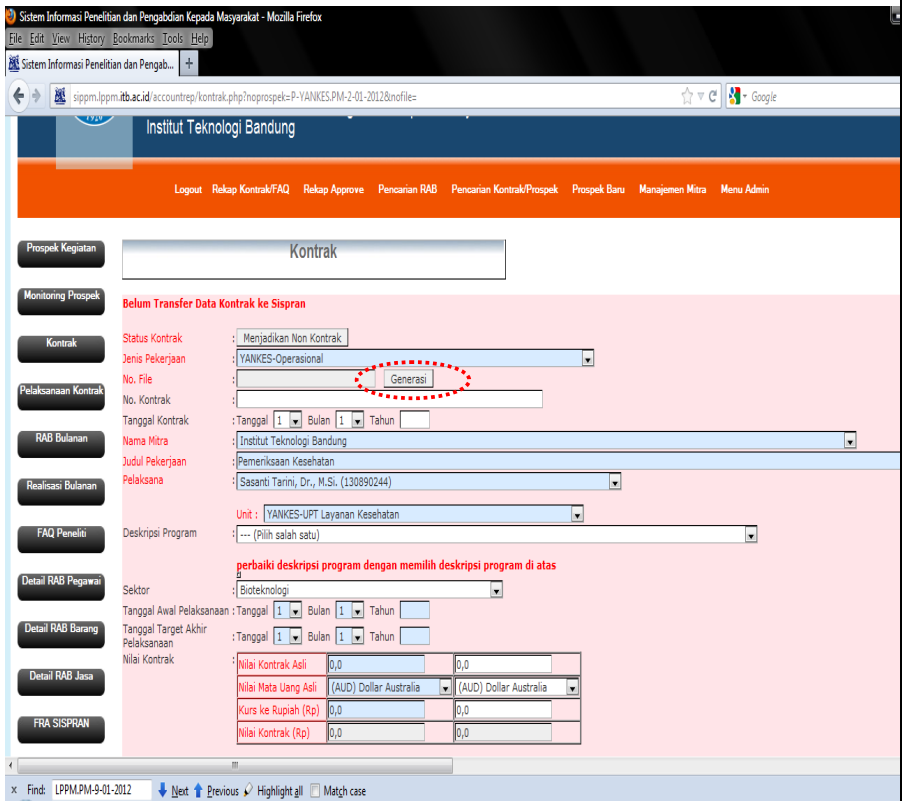 Sistem Informasi Penelitian dan Pengabdian Kepada Masyarakat - Mozilla Firefox
File Edit View History Bookmarks Tools Help
Sistem Informasi Penelitian dan Pengab... +
sippm.lppm.itb.ac.id/accountrep/kontrak.php?noprospek=P-YANKES.PM-2-01-2012&nofile= Google
1920
Institut Teknologi Bandung
Logout Rekap Kontrak/FAQ Rekap Approve Pencarian RAB Pencarian Kontrak/Prospek Prospek Baru Manajemen Mitra Menu Admin
Prospek Kegiatan
Kontrak
Monitoring Prospek
Belum Transfer Data Kontrak ke Sispran
Kontrak
Status Kontrak : Menjadikan Non Kontrak
Jenis Pekerjaan : YANKES-Operasional
No. File : Generasi
Pelaksanaan Kontrak
No. Kontrak :
Tanggal Kontrak : Tanggal 1 Bulan 1 Tahun
RAB Bulanan
Nama Mitra : Institut Teknologi Bandung
Judul Pekerjaan : Pemeriksaan Kesehatan
Realisasi Bulanan
Pelaksana : Sasanti Tarini, Dr., M.Si. (130890244)
Unit : YANKES-UPT Layanan Kesehatan
FAQ Peneliti
Deskripsi Program : --- (Pilih salah satu)
perbaiki deskripsi program dengan memilih deskripsi program di atas
Detail RAB Pegawai
Sektor : Bioteknologi
Tanggal Awal Pelaksanaan : Tanggal 1 Bulan 1 Tahun
Detail RAB Barang
Tanggal Target Akhir
Pelaksanaan : Tanggal 1 Bulan 1 Tahun
Nilai Kontrak :
Nilai Kontrak Asli 0,0 0,0
Detail RAB Jasa
Nilai Mata Uang Asli (AUD) Dollar Australia (AUD) Dollar Australia
Kurs ke Rupiah (Rp) 0,0 0,0
FRA SISPRAN
Nilai Kontrak (Rp) 0,0 0,0
x Find: LPPM.PM-9-01-2012 Next Previous Highlight all Match case